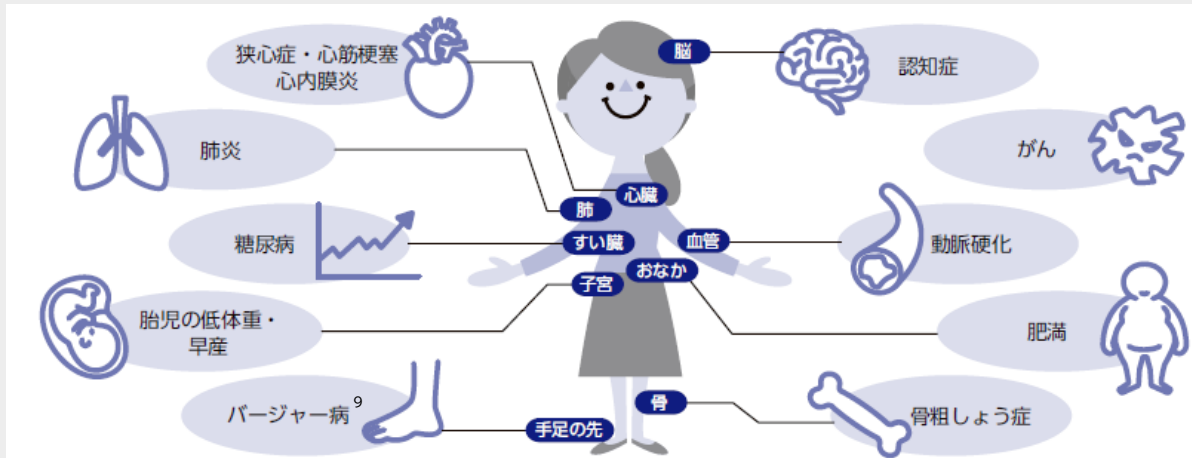 狭心症・心筋梗塞
心内膜炎
脳
認知症
肺炎
がん
心臓
肺
糖尿病
すい臓
血管
動脈硬化
おなか
子宮
胎児の低体重・
早産
肥満
バージャー病9
手足の先
骨
骨粗しょう症